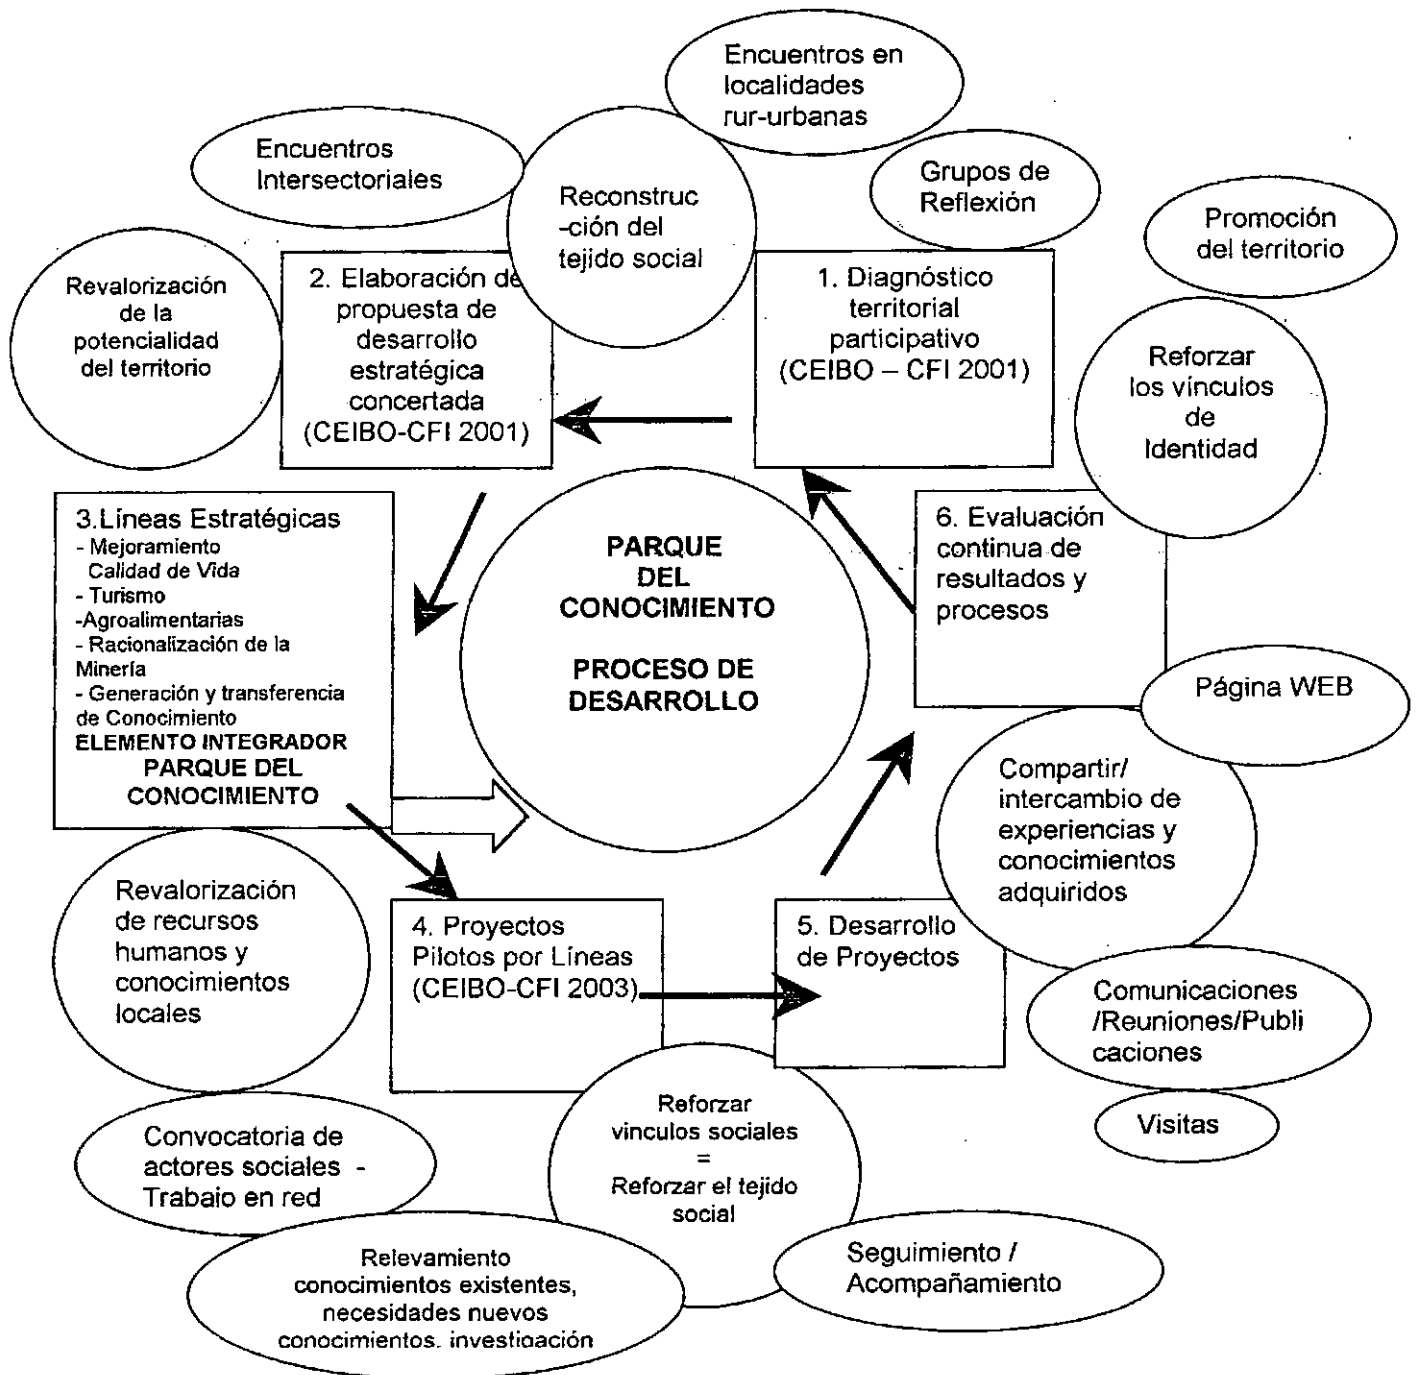 Encuentros en
localidades
rur-urbanas
Encuentros
Intersectoriales
Reconstruc
-ción del
tejido social
Grupos de
Reflexión
Promoción
del territorio
Revalorización
de la
potencialidad
del territorio
2. Elaboración de
propuesta de
desarrollo
estratégica
concertada
(CEIBO-CFI 2001)
1. Diagnóstico
territorial
participativo
(CEIBO – CFI 2001)
Reforzar
los vínculos
de
Identidad
3.Líneas Estratégicas
- Mejoramiento
Calidad de Vida
- Turismo
-Agroalimentarias
- Racionalización de la
Minería
- Generación y transferencia
de Conocimiento
ELEMENTO INTEGRADOR
PARQUE DEL
CONOCIMIENTO
PARQUE
DEL
CONOCIMIENTO
PROCESO DE
DESARROLLO
6. Evaluación
continua de
resultados y
procesos
Página WEB
Compartir/
intercambio de
experiencias y
conocimientos
adquiridos
Revalorización
de recursos
humanos y
conocimientos
locales
4. Proyectos
Pilotos por Líneas
(CEIBO-CFI 2003)
5. Desarrollo
de Proyectos
Comunicaciones
/Reuniones/Publi
caciones
Visitas
Convocatoria de
actores sociales -
Trabajo en red
Reforzar
vinculos sociales
=
Reforzar el tejido
social
Relevamiento
conocimientos existentes,
necesidades nuevos
conocimientos, investigación
Seguimiento /
Acompañamiento